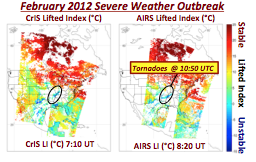 February 2012 Severe Weather Outbreak
CrIS Lifted Index (°C)
AIRS Lifted Index (°C)
Tornadoes @ 10:50 UTC
CrIS LI (°C) 7:10 UT
AIRS LI (°C) 8:20 UT
Stable
Lifted Index
Unstable